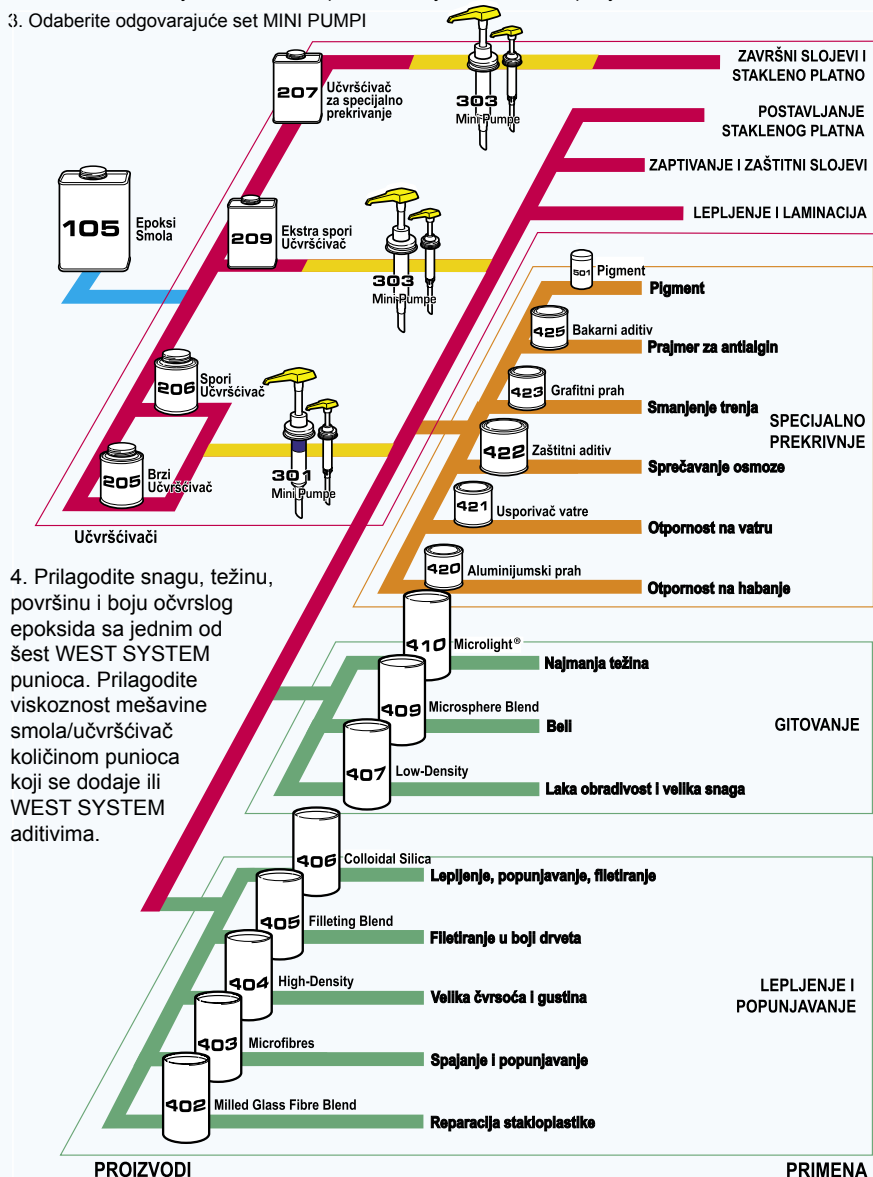 3. Odaberite odgovarajuće set MINI PUMPI
ZAVRŠNI SLOJEVI I
STAKLENO PLATNO
207
Učvršćivač
za specijalno
prekrivanje
303
Mini Pumpe
POSTAVLJANJE
STAKLENOG PLATNA
ZAPTIVANJE I ZAŠTITNI SLOJEVI
LEPLJENJE I LAMINACIJA
105
Epoksi
Smola
209
Ekstra spori
Učvršćivač
303
Mini Pumpe
206
Spori
Učvršćivač
205
Brzi
Učvršćivač
301
Mini Pumpe
Učvršćivači
501
Pigment
Pigment
425
Bakarni aditiv
Prajmer za antialgin
423
Grafitni prah
Smanjenje trenja
SPECIJALNO
PREKRIVNJE
422
Zaštitni aditiv
Sprečavanje osmoze
421
Usporivač vatre
Otpornost na vatru
420
Aluminijumski prah
Otpornost na habanje
4. Prilagodite snagu, težinu,
površinu i boju očvrslog
epoksida sa jednim od
šest WEST SYSTEM
punioca. Prilagodite
viskoznost mešavine
smola/učvršćivač
količinom punioca
koji se dodaje ili
WEST SYSTEM
aditivima.
410
Microlight®
Najmanja težina
409
Microsphere Blend
Beli
GITOVANJE
407
Low-Density
Laka obradivost i velika snaga
406
Colloidal Silica
Lepljenje, popunjavanje, filetiranje
405
Filleting Blend
Filetiranje u boji drveta
404
High-Density
Velika čvrsoća i gustina
LEPLJENJE I
POPUNJAVANJE
403
Microfibres
Spajanje i popunjavanje
402
Milled Glass Fibre Blend
Reparacija stakloplastike
PROIZVODI
PRIMENA